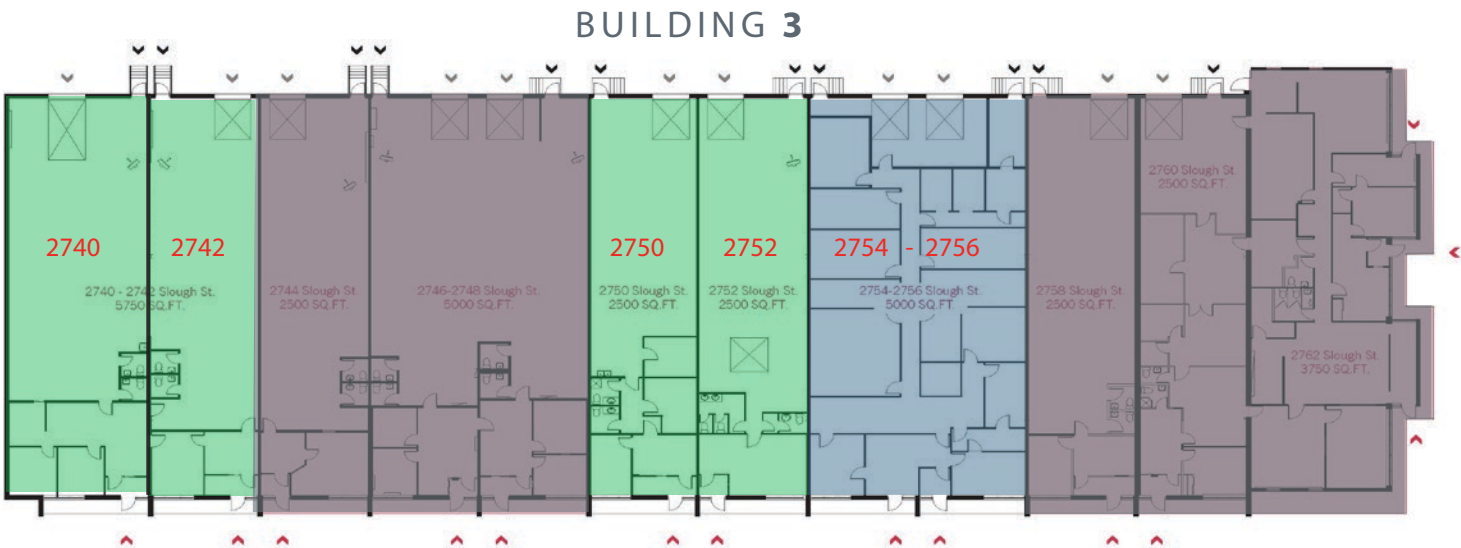 BUILDING 3
2760 Slough St.
2500 SQ.FT.
2740
2742
2750
2752
2754 - 2756
2740 - 2742 Slough St.
5750 SQ.FT.
2744 Slough St.
2500 SQ.FT.
2746-2748 Slough St.
5000 SQ.FT.
2750 Slough St.
2500 SQ.FT.
2752 Slough St.
2500 SQ.FT.
2754-2756 Slough St.
5000 SQ.FT.
2758 Slough St.
2500 SQ.FT.
2762 Slough St.
3750 SQ.FT.